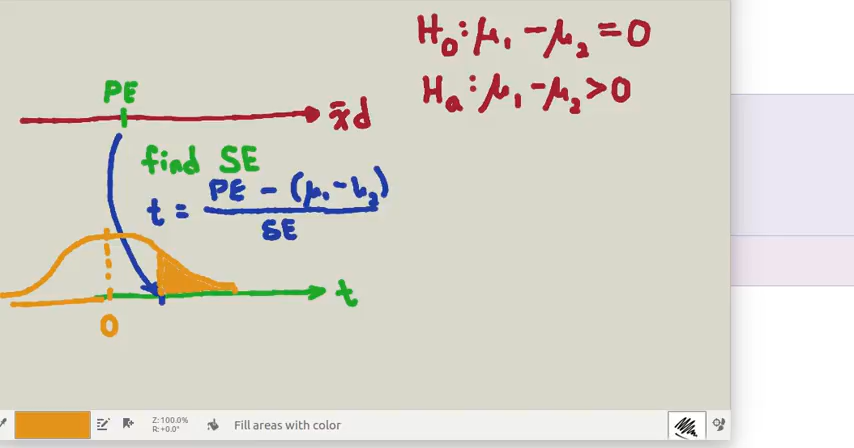 H₀: μ₁ − μ₂ = 0
Hₐ: μ₁ − μ₂ > 0
PE
x̄d
find SE
t = PE − (μ₁ − μ₂) / SE
t
0
Z: 100.0%
R: +0.0°
Fill areas with color